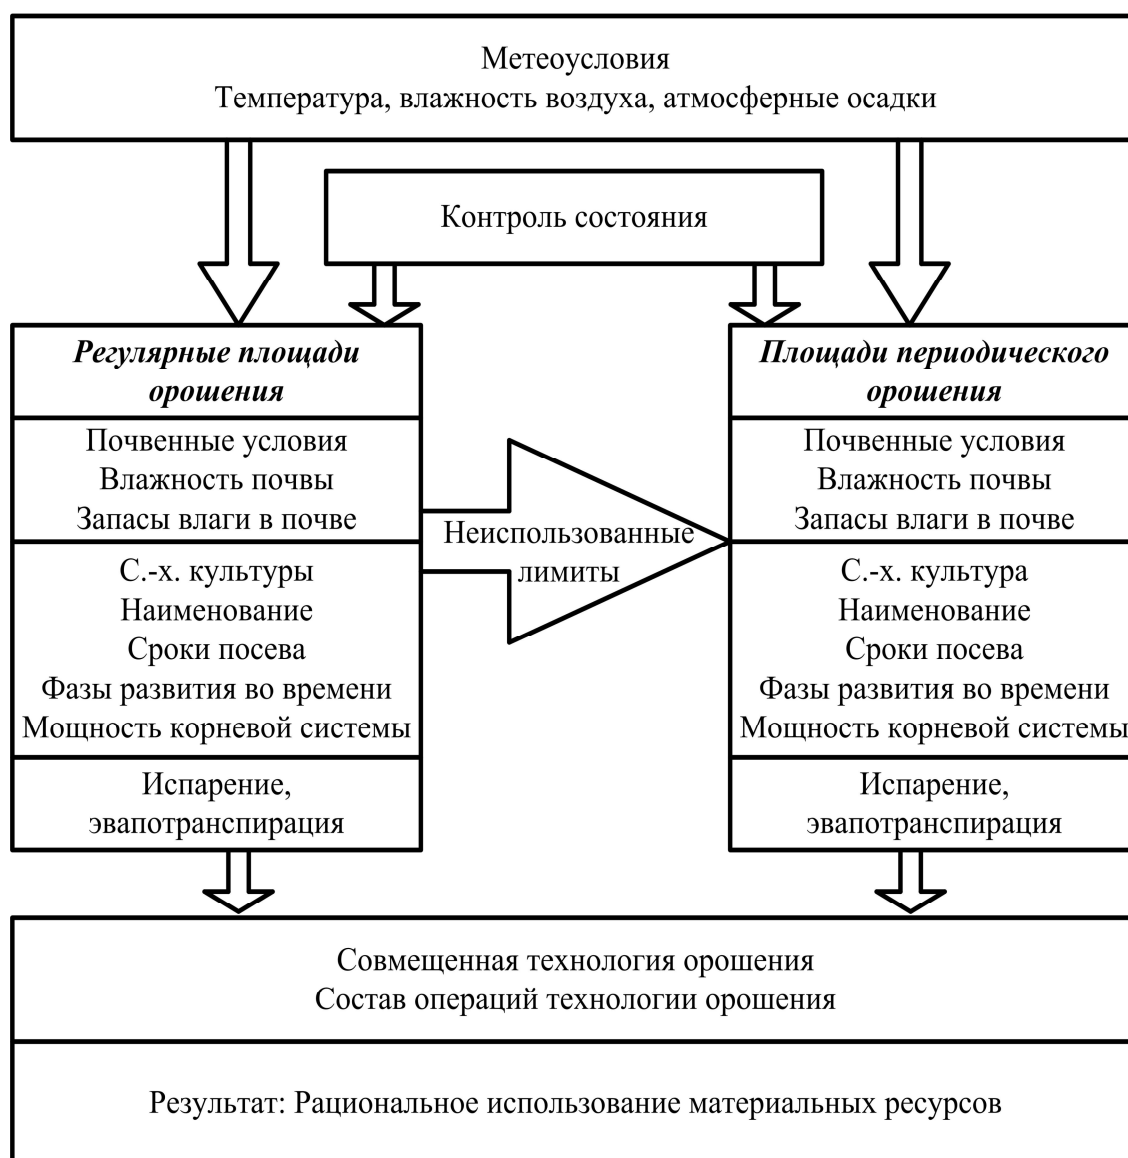 Метеоусловия
Температура, влажность воздуха, атмосферные осадки
Контроль состояния
Регулярные площади
орошения
Почвенные условия
Влажность почвы
Запасы влаги в почве
С.-х. культуры
Наименование
Сроки посева
Фазы развития во времени
Мощность корневой системы
Испарение,
эвапотранспирация
Неиспользованные
лимиты
Площади периодического
орошения
Почвенные условия
Влажность почвы
Запасы влаги в почве
С.-х. культура
Наименование
Сроки посева
Фазы развития во времени
Мощность корневой системы
Испарение,
эвапотранспирация
Совмещенная технология орошения
Состав операций технологии орошения
Результат: Рациональное использование материальных ресурсов